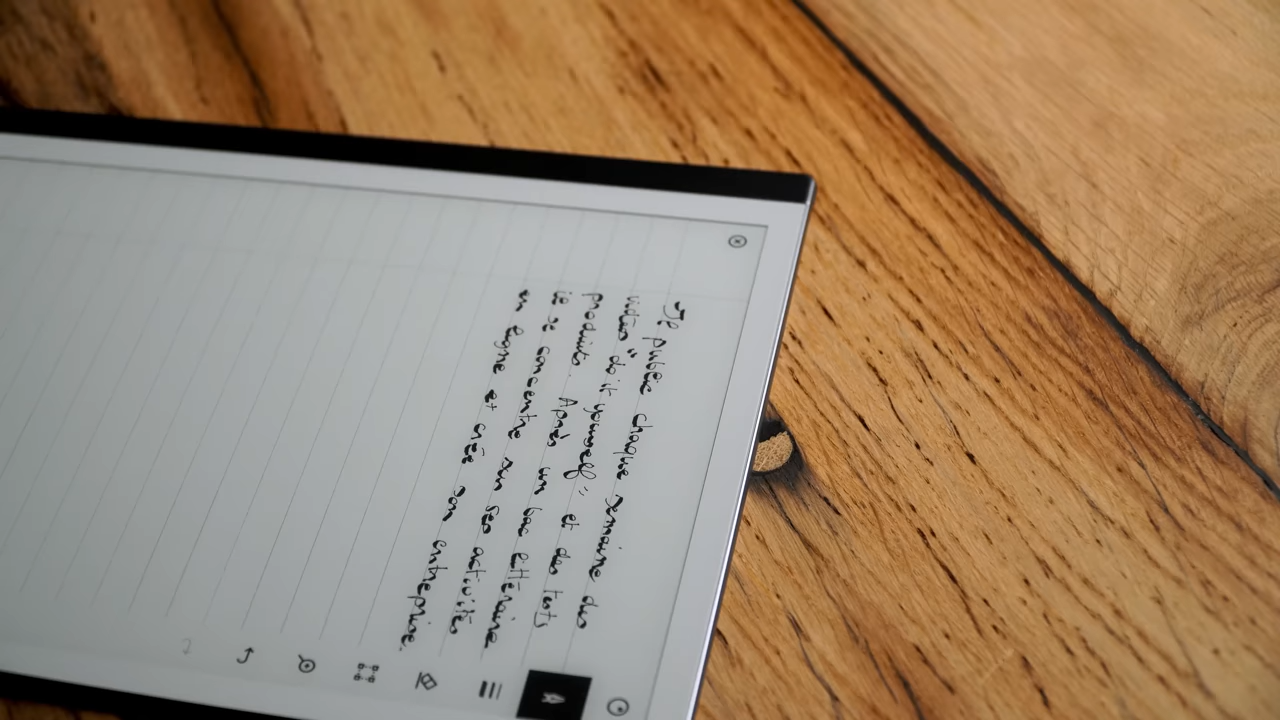 Je publie chaque semaine des
vidéos "do it yourself" et des tests
produits. Après un bac littéraire
je se concentre sur ses activités
en ligne et crée son entreprise.